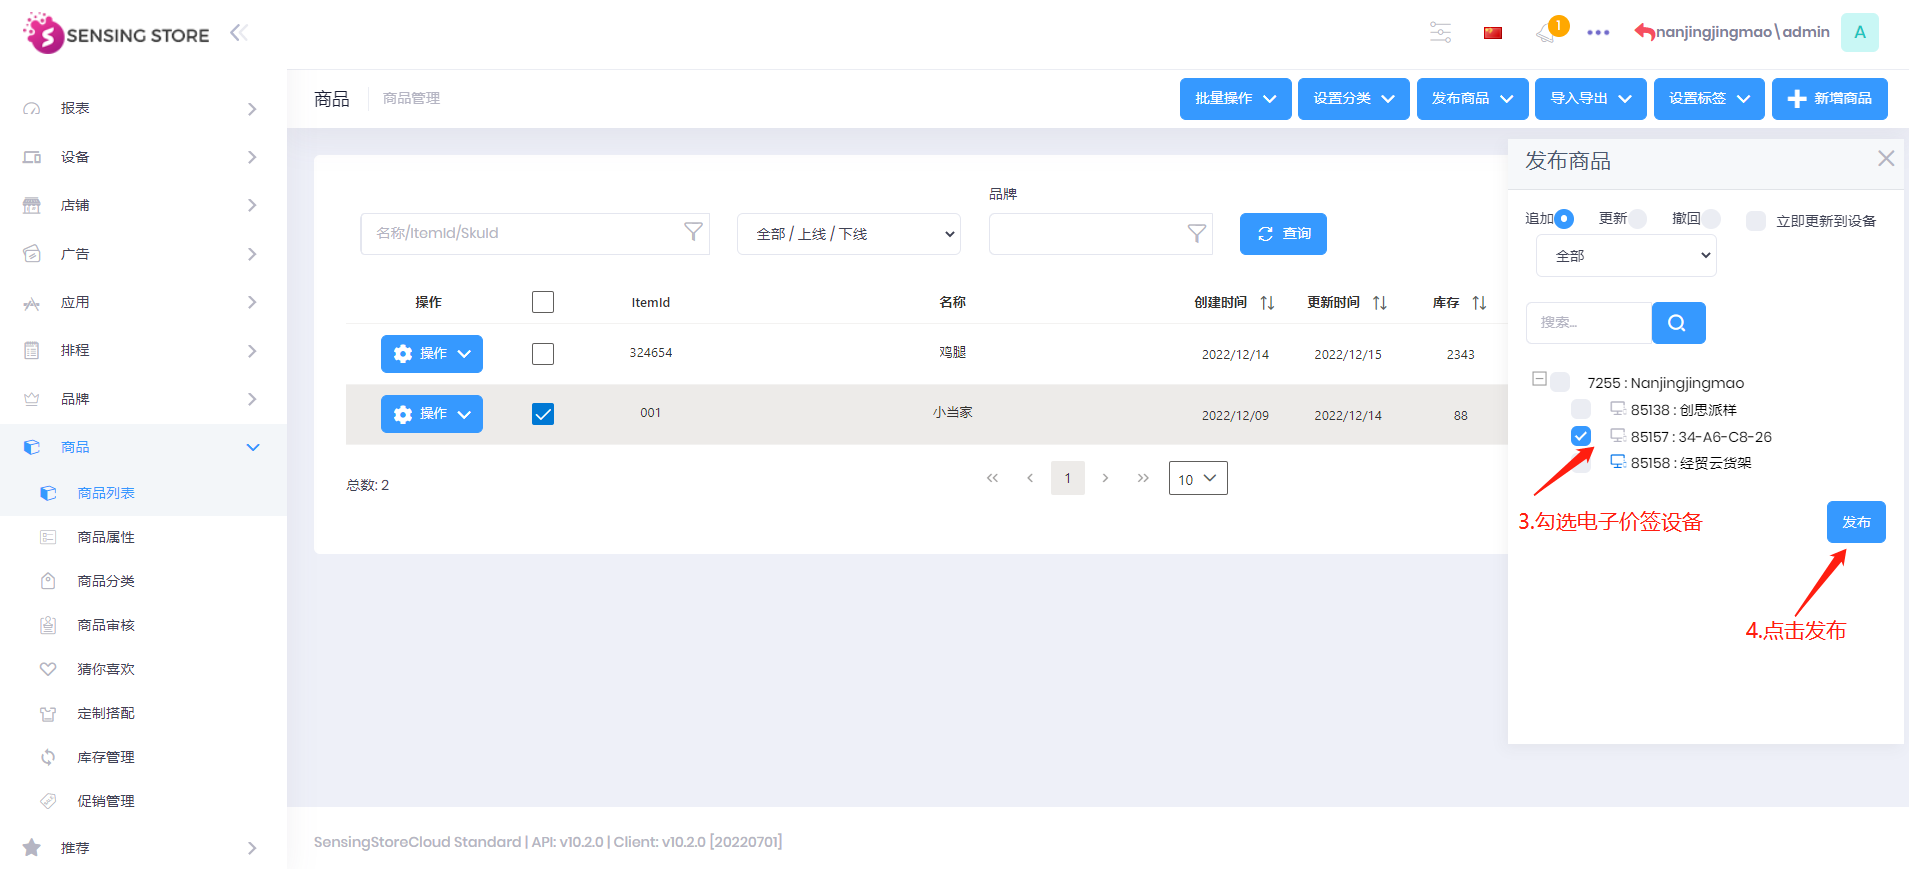 SENSING STORE
1
nanjingjingmao\admin
A
报表
设备
店铺
广告
应用
排程
品牌
商品
商品列表
商品属性
商品分类
商品审核
猜你喜欢
定制搭配
库存管理
促销管理
推荐
商品
商品管理
批量操作
设置分类
发布商品
导入导出
设置标签
新增商品
品牌
名称/ItemId/SkuId
全部 / 上线 / 下线
查询
操作 ItemId 名称 创建时间 更新时间 库存
操作 324654 鸡腿 2022/12/14 2022/12/15 2343
操作 001 小当家 2022/12/09 2022/12/14 88
总数: 2
1
10
发布商品
追加 更新 撤回 立即更新到设备
全部
搜索...
7255 : Nanjingjingmao
85138 : 创思派样
85157 : 34-A6-C8-26
85158 : 经贸云货架
3.勾选电子价签设备
发布
4.点击发布
SensingStoreCloud Standard | API: v10.2.0 | Client: v10.2.0 [20220701]